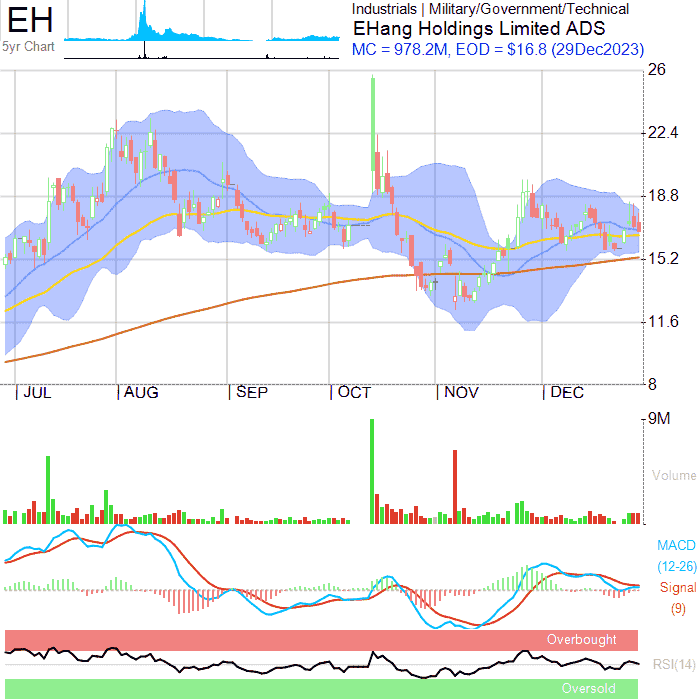 EH
5yr Chart
Industrials | Military/Government/Technical
EHang Holdings Limited ADS
MC = 978.2M, EOD = $16.8 (29Dec2023)
26
22.4
18.8
15.2
11.6
8
JUL
AUG
SEP
OCT
NOV
DEC
9M
Volume
MACD
(12-26)
Signal
(9)
Overbought
RSI(14)
Oversold